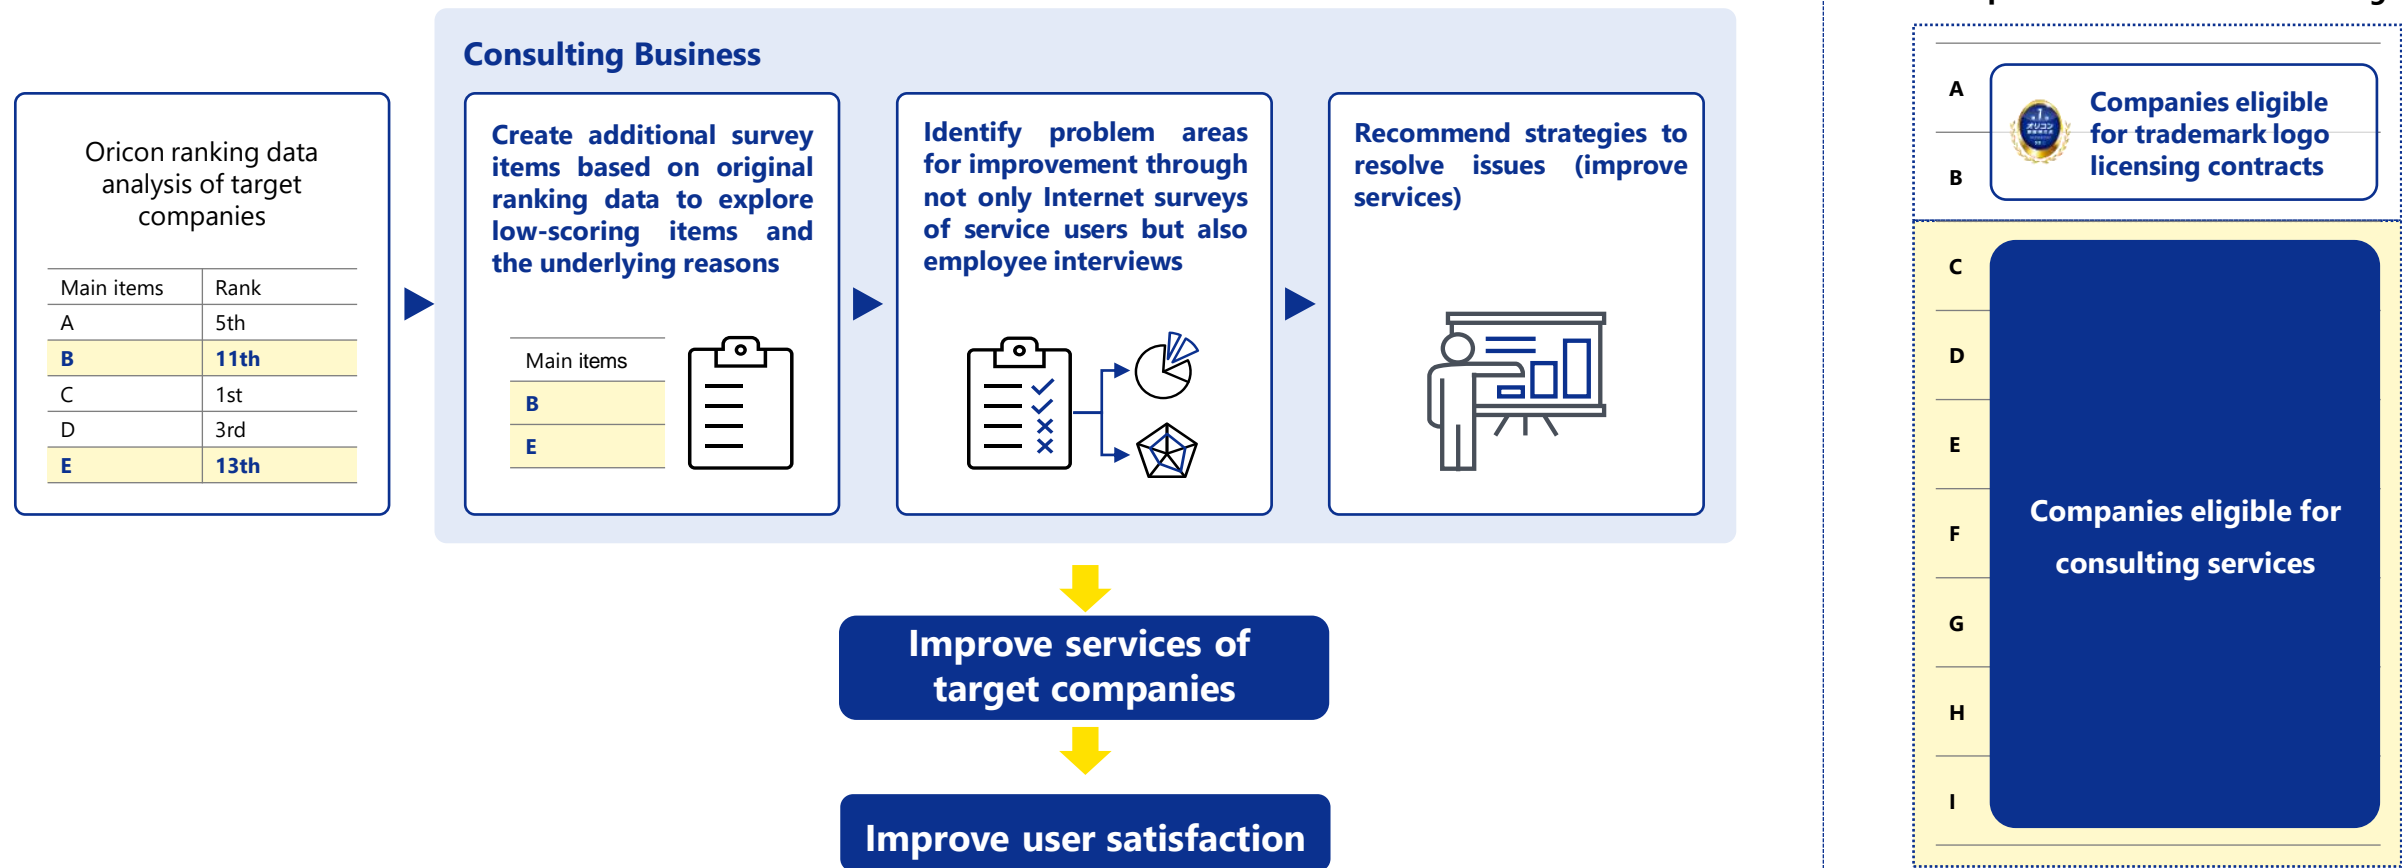 Consulting Business
Oricon ranking data
analysis of target
companies
Main items Rank
A 5th
B 11th
C 1st
D 3rd
E 13th
Create additional survey
items based on original
ranking data to explore
low-scoring items and
the underlying reasons
Main items
B
E
Identify problem areas
for improvement through
not only Internet surveys
of service users but also
employee interviews
Recommend strategies to
resolve issues (improve
services)
Improve services of
target companies
Improve user satisfaction
A
B
オリコン
Companies eligible
for trademark logo
licensing contracts
C
D
E
F
G
H
I
Companies eligible for
consulting services